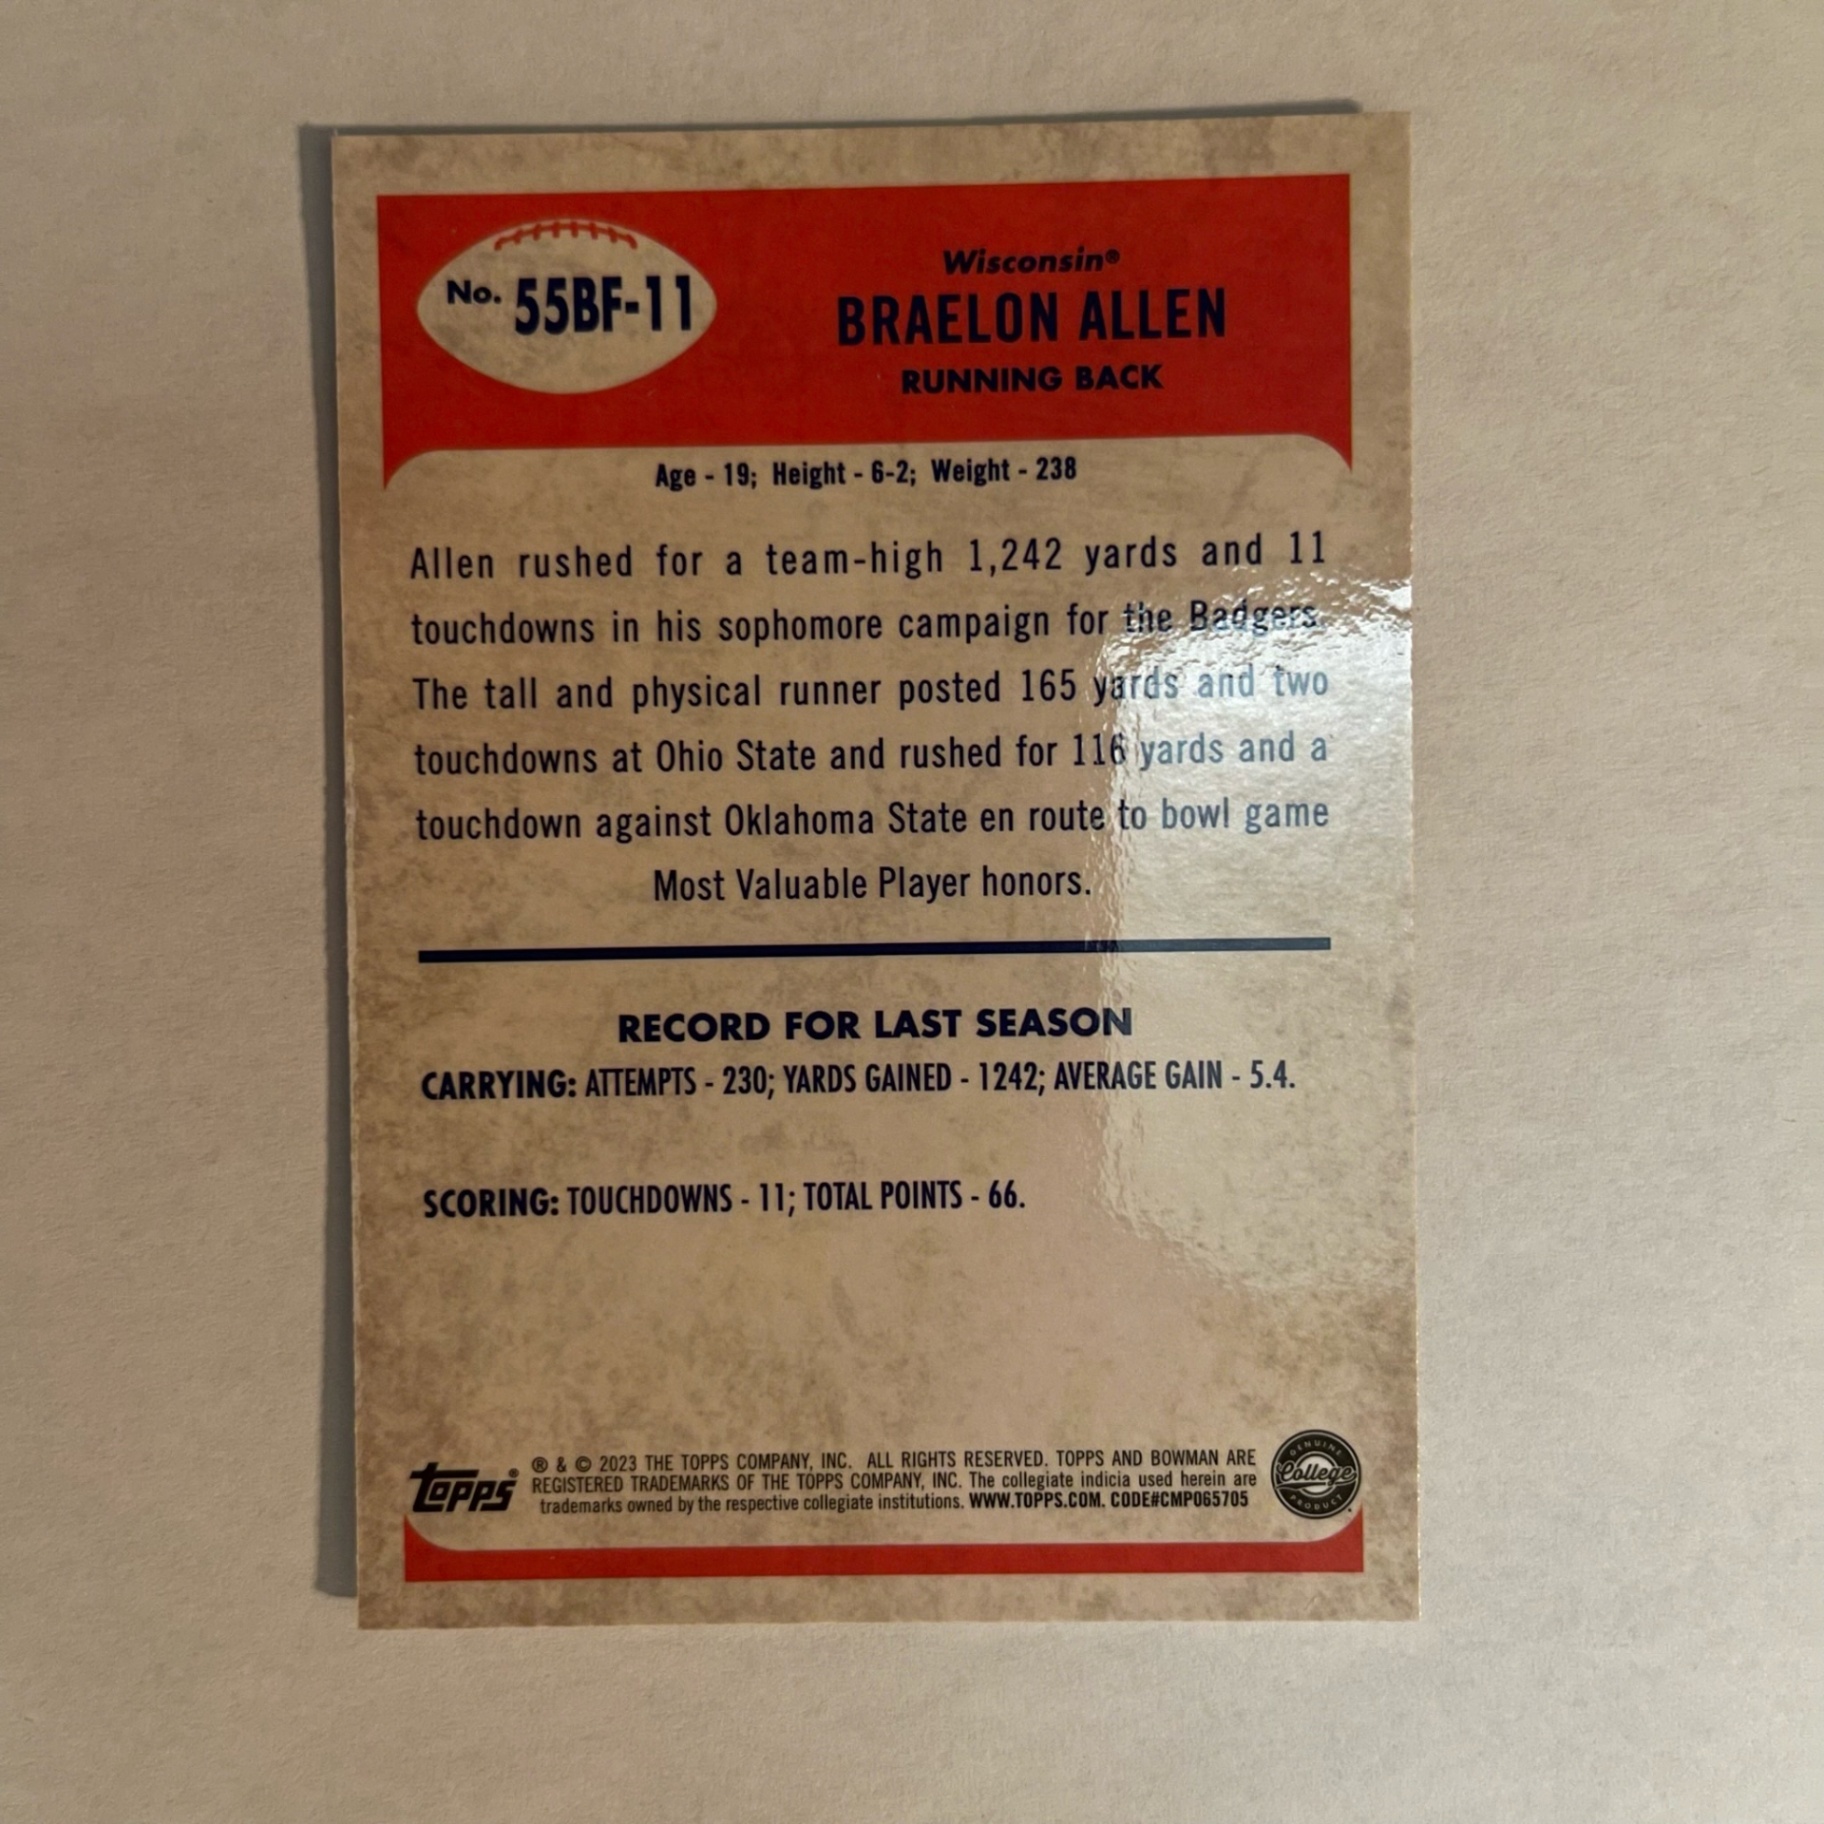 No. 55BF-11
Wisconsin®
BRAELON ALLEN
RUNNING BACK
Age - 19; Height - 6-2; Weight - 238
Allen rushed for a team-high 1,242 yards and 11
touchdowns in his sophomore campaign for the Badgers.
The tall and physical runner posted 165 yards and two
touchdowns at Ohio State and rushed for 116 yards and a
touchdown against Oklahoma State en route to bowl game
Most Valuable Player honors.
RECORD FOR LAST SEASON
CARRYING: ATTEMPTS - 230; YARDS GAINED - 1242; AVERAGE GAIN - 5.4.
SCORING: TOUCHDOWNS - 11; TOTAL POINTS - 66.
topps®
® & © 2023 THE TOPPS COMPANY, INC. ALL RIGHTS RESERVED. TOPPS AND BOWMAN ARE
REGISTERED TRADEMARKS OF THE TOPPS COMPANY, INC. The collegiate indicia used herein are
trademarks owned by the respective collegiate institutions. WWW.TOPPS.COM. CODE#CMP065705
GENUINE
College
PRODUCT